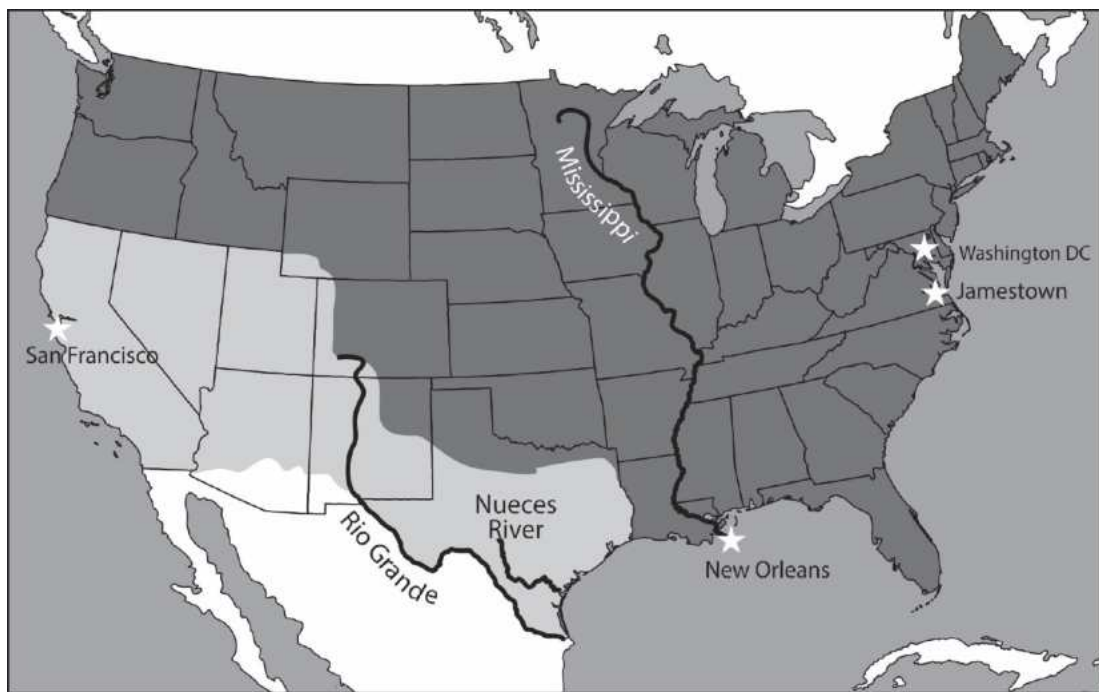 Mississippi
Washington DC
Jamestown
San Francisco
Nueces
River
Rio Grande
New Orleans